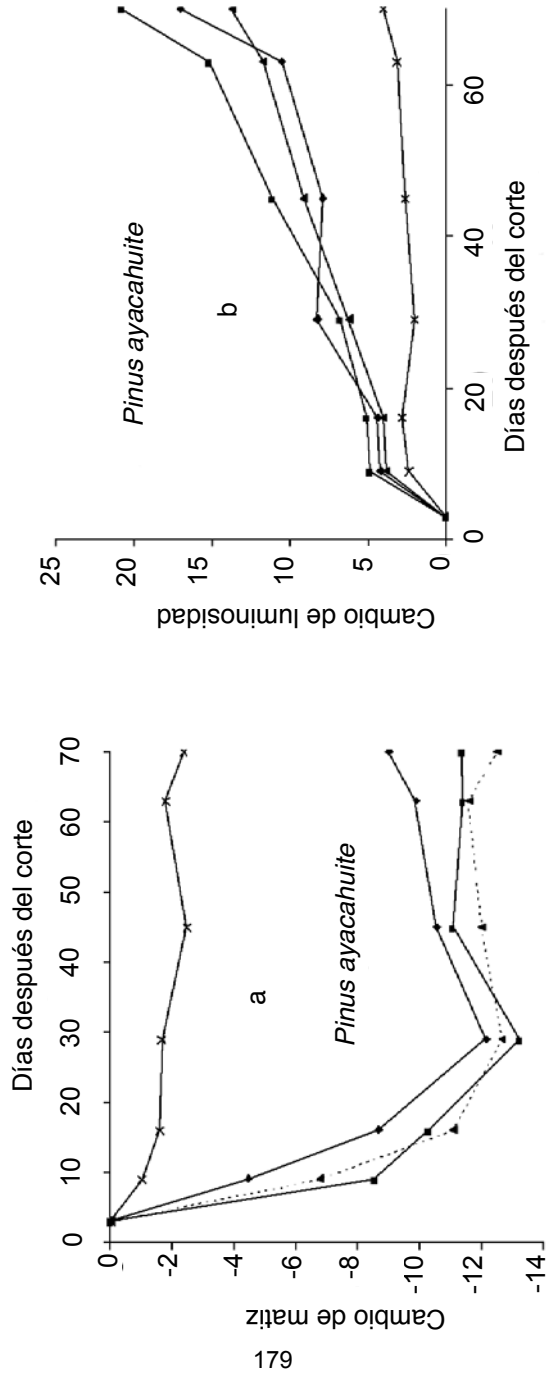 Días después del corte
0 10 20 30 40 50 60 70
0
-2
-4
-6
-8
-10
-12
-14
Cambio de matiz
a
Pinus ayacahuite
Pinus ayacahuite
b
25
20
15
10
5
0
Cambio de luminosidad
0 20 40 60
Días después del corte
179